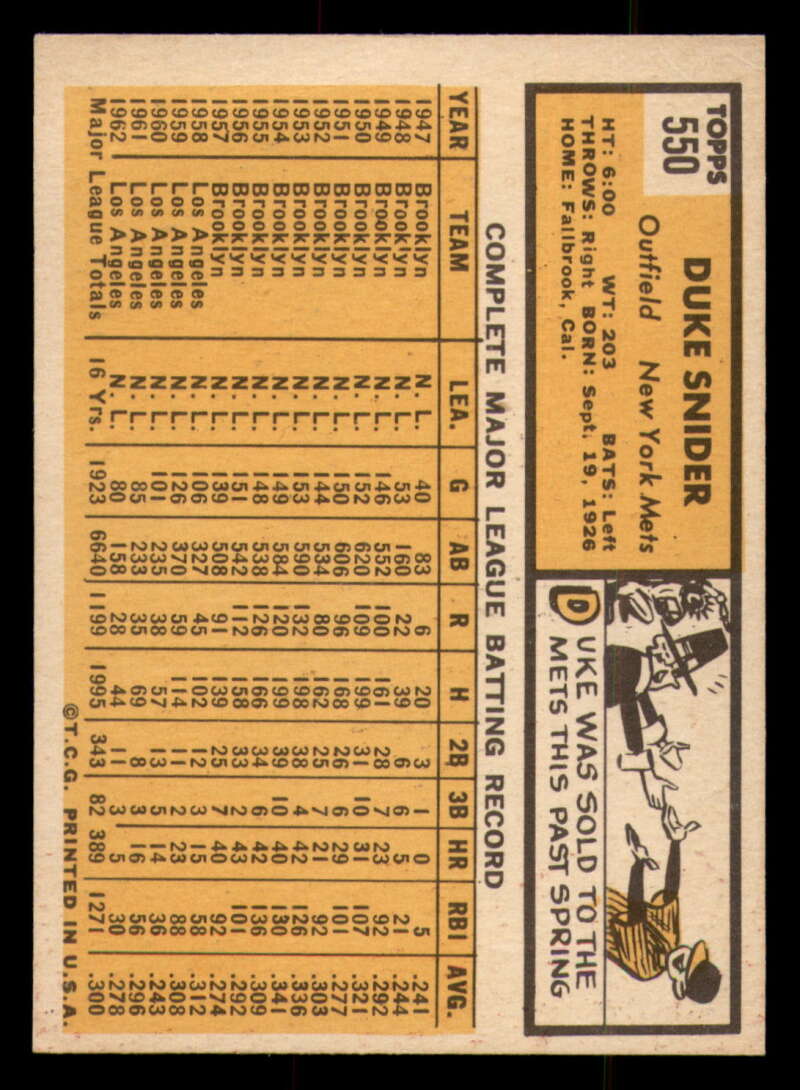 TOPPS
550
DUKE SNIDER
Outfield New York Mets
HT: 6:00 WT: 203 BATS: Left
THROWS: Right BORN: Sept. 19, 1926
HOME: Fallbrook, Cal.
DUKE WAS SOLD TO THE
METS THIS PAST SPRING
COMPLETE MAJOR LEAGUE BATTING RECORD
YEAR TEAM LEA. G AB R H 2B 3B HR RBI AVG.
1947 Brooklyn N. L. 40 83 6 20 3 1 0 5 .241
1948 Brooklyn N. L. 53 160 22 39 6 6 5 21 .244
1949 Brooklyn N. L. 146 552 100 161 28 7 23 92 .292
1950 Brooklyn N. L. 152 620 109 199 31 10 31 107 .321
1951 Brooklyn N. L. 150 606 96 168 26 6 29 101 .277
1952 Brooklyn N. L. 144 534 80 162 25 7 21 92 .303
1953 Brooklyn N. L. 153 590 132 198 38 4 42 126 .336
1954 Brooklyn N. L. 149 584 120 199 39 10 40 130 .341
1955 Brooklyn N. L. 148 538 126 166 34 6 42 136 .309
1956 Brooklyn N. L. 151 542 112 158 33 2 43 101 .292
1957 Brooklyn N. L. 139 508 91 139 25 7 40 92 .274
1958 Los Angeles N. L. 106 327 45 102 12 3 15 58 .312
1959 Los Angeles N. L. 126 370 59 114 11 2 23 88 .308
1960 Los Angeles N. L. 101 235 38 57 13 5 14 36 .243
1961 Los Angeles N. L. 85 233 35 69 8 3 16 56 .296
1962 Los Angeles N. L. 80 158 28 44 11 3 5 30 .278
Major League Totals 16 Yrs. 1923 6640 1199 1995 343 82 389 1271 .300
©T.C.G. PRINTED IN U.S.A.